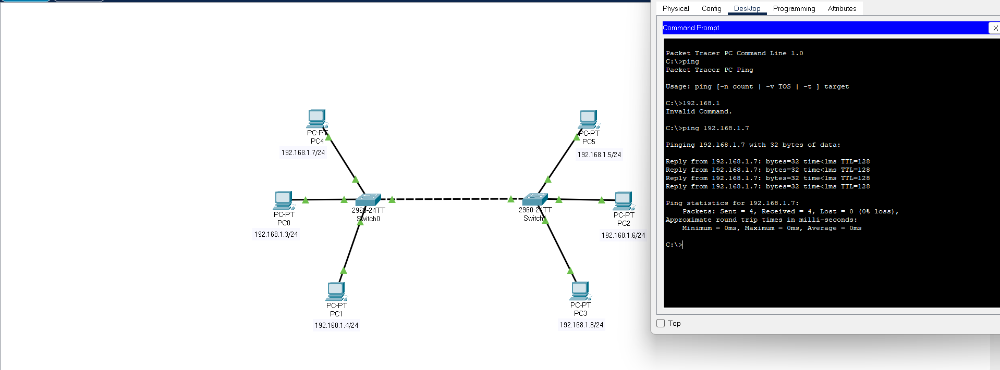 PC-PT
PC4
192.168.1.7/24
PC-PT
PC5
192.168.1.5/24
PC-PT
PC0
192.168.1.3/24
2960-24TT
Switch0
2960-24TT
Switch1
PC-PT
PC2
192.168.1.6/24
PC-PT
PC1
192.168.1.4/24
PC-PT
PC3
192.168.1.8/24
Physical Config Desktop Programming Attributes
Command Prompt
X
Packet Tracer PC Command Line 1.0
C:\>ping
Packet Tracer PC Ping
Usage: ping [-n count | -v TOS | -t ] target
C:\>192.168.1
Invalid Command.
C:\>ping 192.168.1.7
Pinging 192.168.1.7 with 32 bytes of data:
Reply from 192.168.1.7: bytes=32 time<1ms TTL=128
Reply from 192.168.1.7: bytes=32 time<1ms TTL=128
Reply from 192.168.1.7: bytes=32 time<1ms TTL=128
Reply from 192.168.1.7: bytes=32 time<1ms TTL=128
Ping statistics for 192.168.1.7:
Packets: Sent = 4, Received = 4, Lost = 0 (0% loss),
Approximate round trip times in milli-seconds:
Minimum = 0ms, Maximum = 0ms, Average = 0ms
C:\>
Top